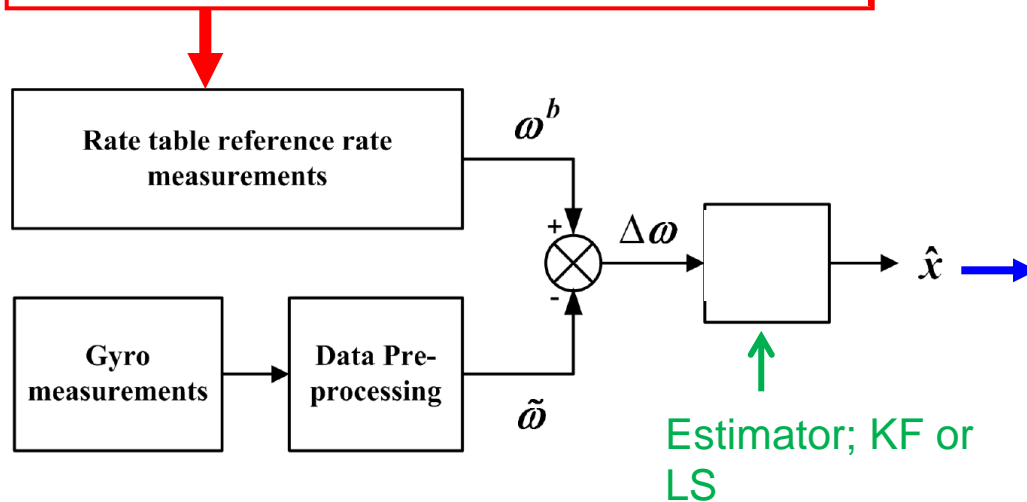 Rate table reference rate
measurements
ω^b
+
Δω
x̂
-
Gyro
measurements
Data Pre-
processing
ω̃
Estimator; KF or
LS